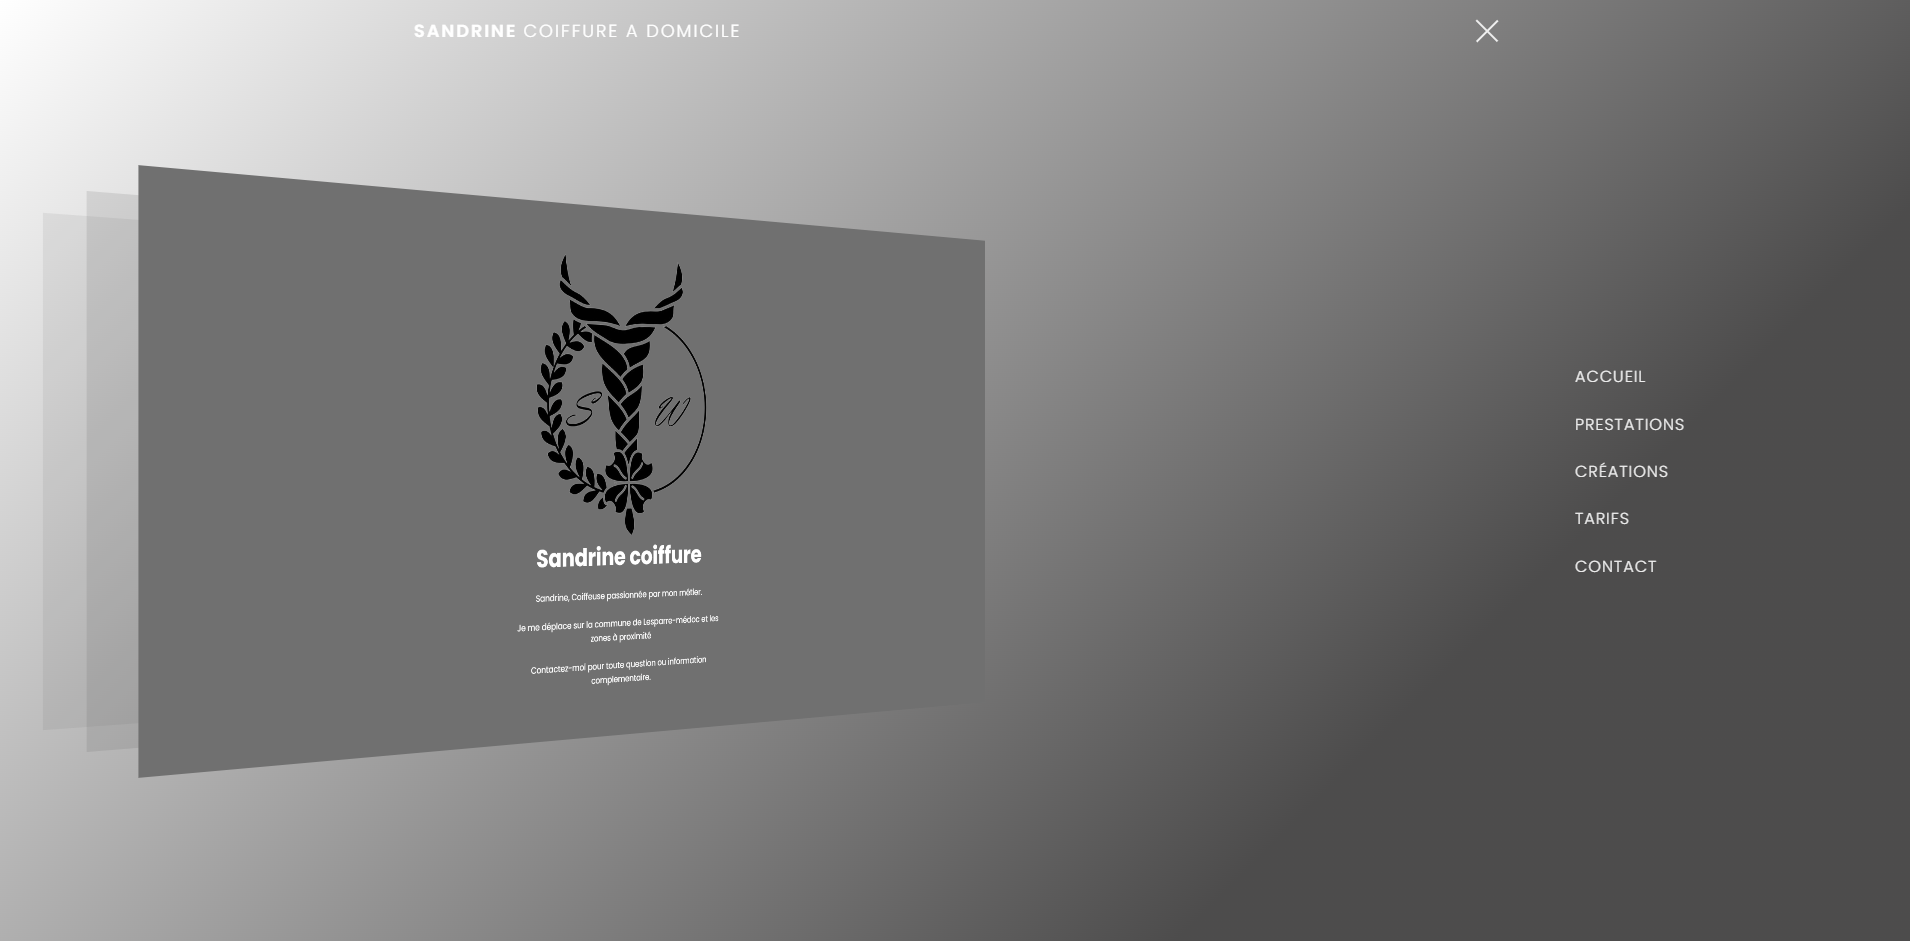 SANDRINE COIFFURE A DOMICILE
S W
Sandrine coiffure
Sandrine, Coiffeuse passionnée par mon métier.
Je me déplace sur la commune de Lesparre-médoc et les
zones à proximité
Contactez-moi pour toute question ou information
complementaire.
ACCUEIL
PRESTATIONS
CRÉATIONS
TARIFS
CONTACT